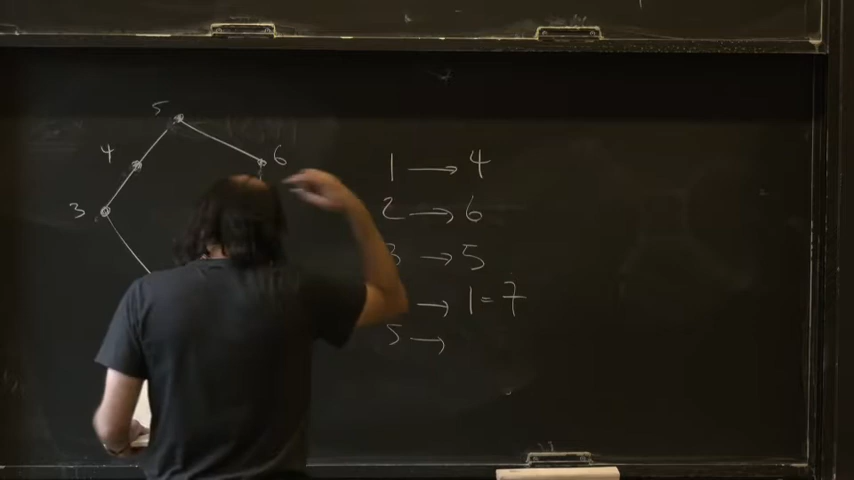 5
4
6
3
1 → 4
2 → 6
3 → 5
→ 1 = 7
5 →